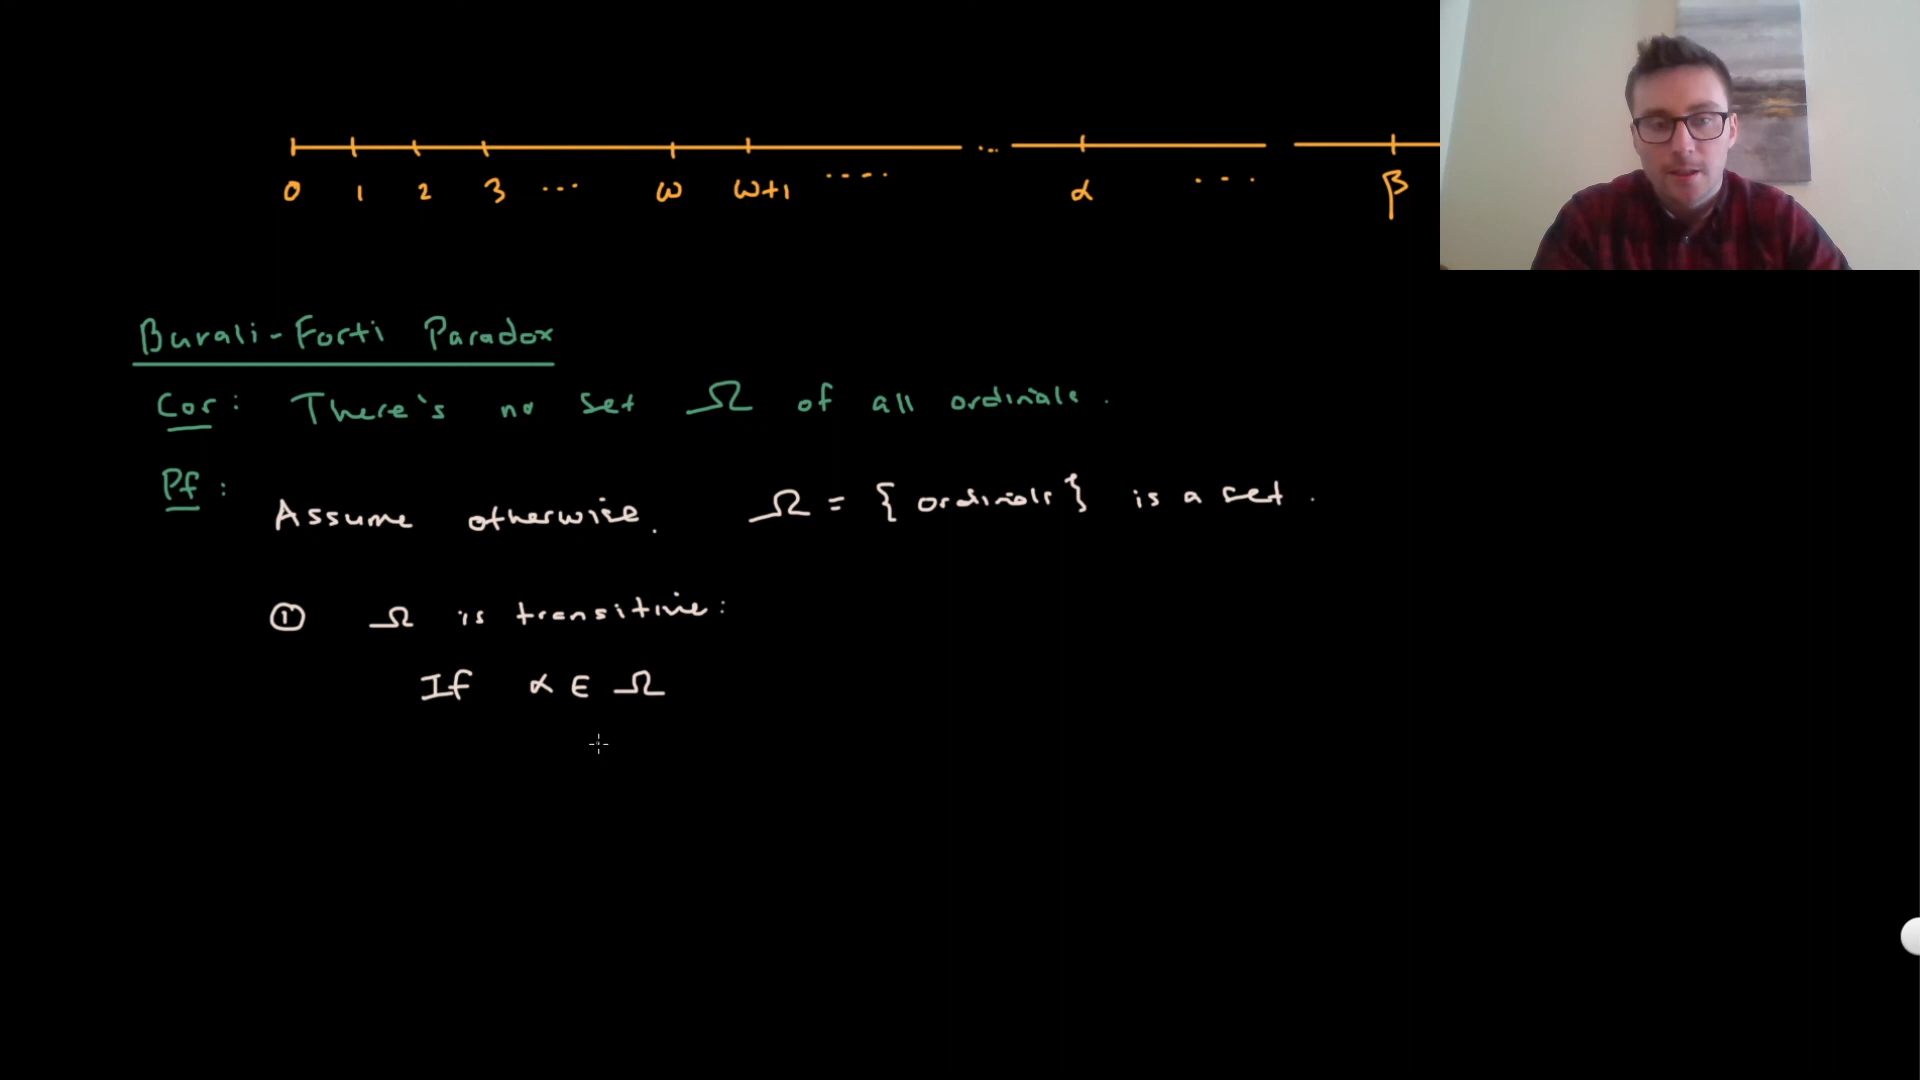 0 1 2 3 ... ω ω+1 .... ... α ... β
Burali-Forti Paradox
Cor: There's no set Ω of all ordinals.
Pf: Assume otherwise. Ω = {ordinals} is a set.
① Ω is transitive:
If α ∈ Ω